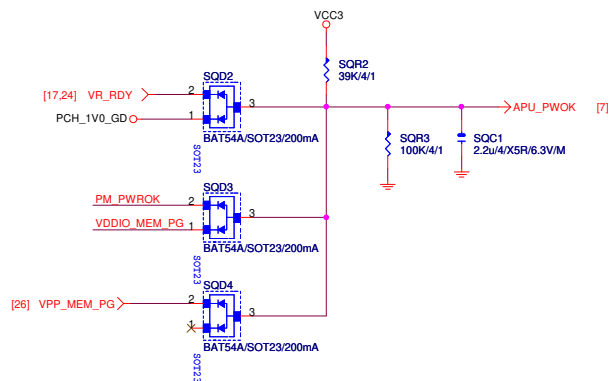 VCC3
SQR2
39K/4/1
SQD2
[17,24] VR_RDY
2
3
APU_PWOK [7]
PCH_1V0_GD
1
BAT54A/SOT23/200mA
SOT23
SQR3
100K/4/1
SQC1
2.2u/4/X5R/6.3V/M
SQD3
PM_PWROK
2
3
VDDIO_MEM_PG
1
BAT54A/SOT23/200mA
SOT23
SQD4
[26] VPP_MEM_PG
2
3
1
BAT54A/SOT23/200mA
SOT23